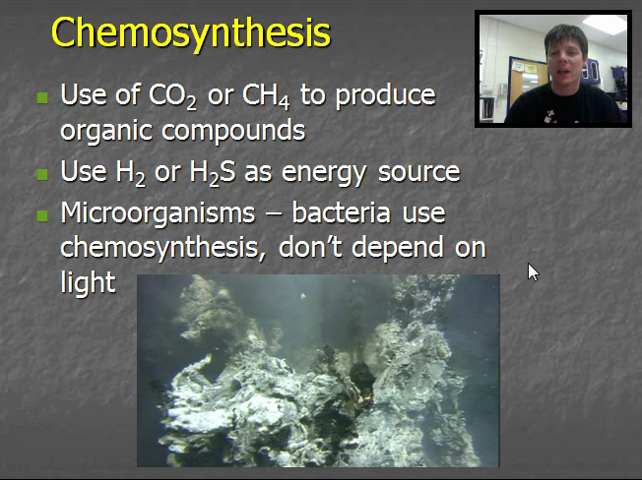 Chemosynthesis
Use of CO₂ or CH₄ to produce
organic compounds
Use H₂ or H₂S as energy source
Microorganisms – bacteria use
chemosynthesis, don't depend on
light